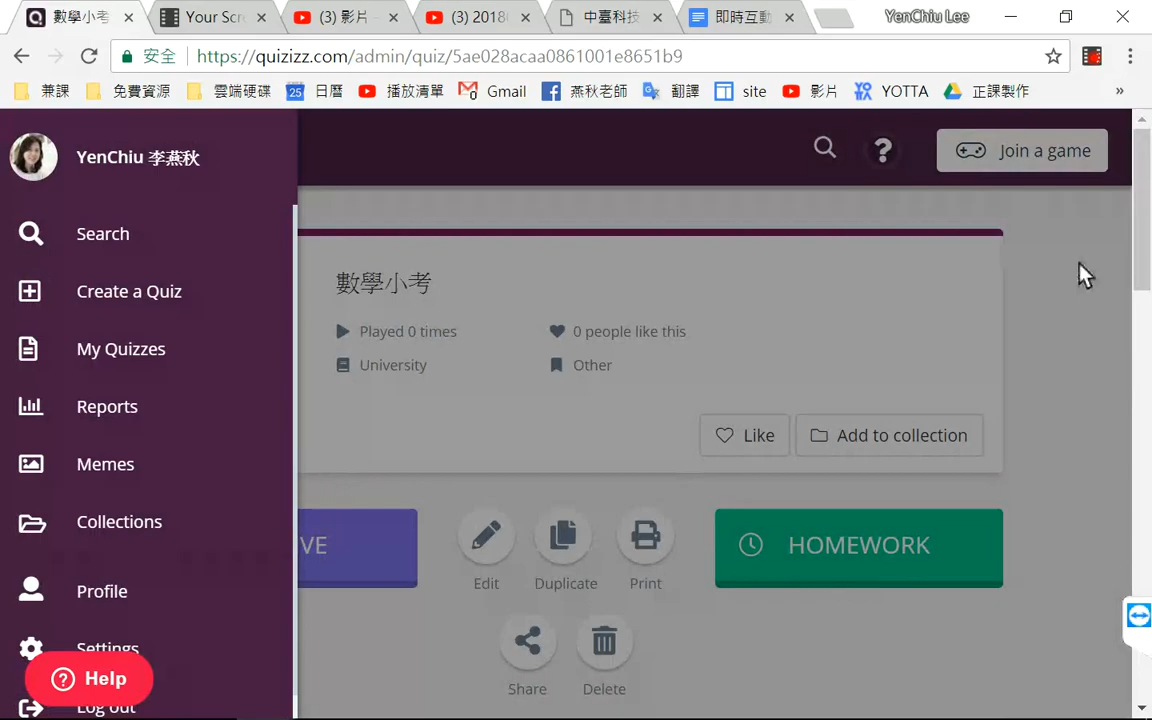 數學小考
Your Scr
(3) 影片 -
(3) 2018
中臺科技
即時互動
YenChiu Lee
安全
https://quizizz.com/admin/quiz/5ae028acaa0861001e8651b9
兼課
免費資源
雲端硬碟
25
日曆
播放清單
Gmail
燕秋老師
翻譯
site
影片
YOTTA
正課製作
»
YenChiu 李燕秋
Join a game
Search
Create a Quiz
My Quizzes
Reports
Memes
Collections
Profile
Settings
Help
Log out
數學小考
Played 0 times
0 people like this
University
Other
Like
Add to collection
VE
Edit
Duplicate
Print
HOMEWORK
Share
Delete